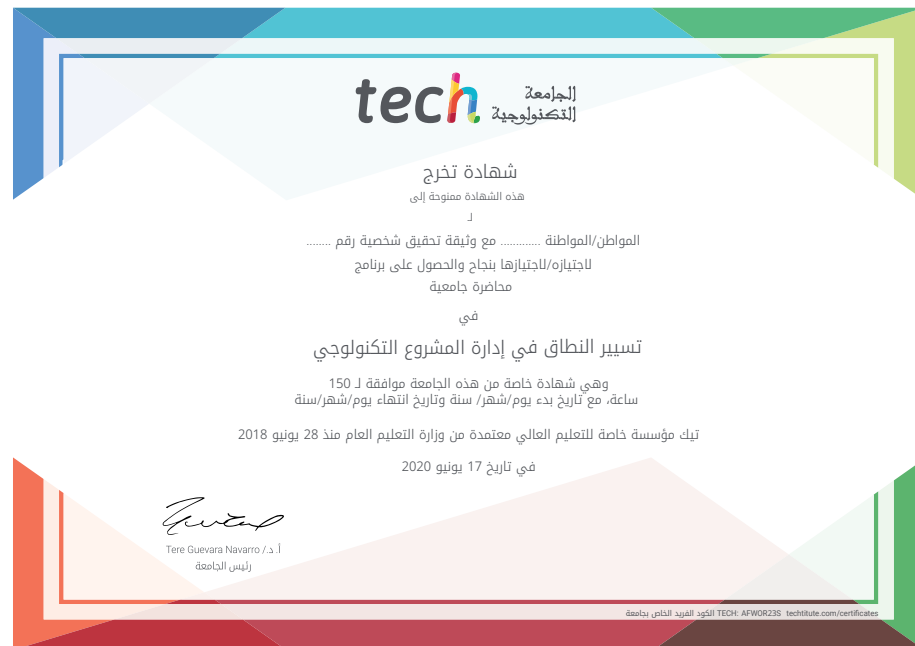 tech الجامعة
التكنولوجية
شهادة تخرج
هذه الشهادة ممنوحة إلى
لـ
المواطن/المواطنة ............ مع وثيقة تحقيق شخصية رقم ........
لاجتيازه/لاجتيازها بنجاح والحصول على برنامج
محاضرة جامعية
في
تسيير النطاق في إدارة المشروع التكنولوجي
وهي شهادة خاصة من هذه الجامعة موافقة لـ 150
ساعة، مع تاريخ بدء يوم/شهر/ سنة وتاريخ انتهاء يوم/شهر/سنة
تيك مؤسسة خاصة للتعليم العالي معتمدة من وزارة التعليم العام منذ 28 يونيو 2018
في تاريخ 17 يونيو 2020
أ.د./ Tere Guevara Navarro
رئيس الجامعة
الكود الفريد الخاص بجامعة TECH: AFWOR23S techtitute.com/certificates